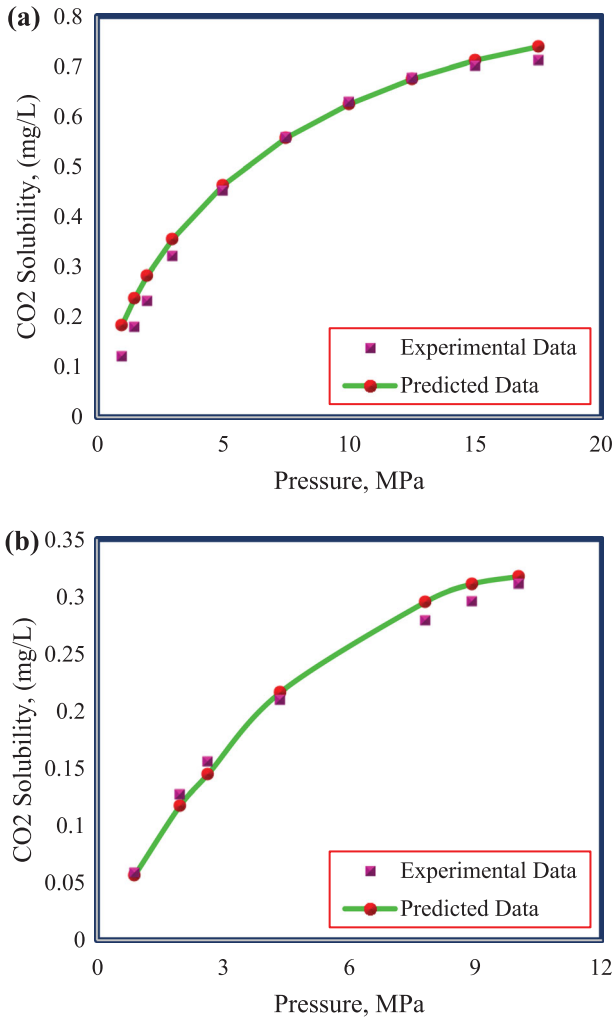 (a)
0.8
0.7
0.6
0.5
0.4
0.3
0.2
0.1
0
CO2 Solubility, (mg/L)
Experimental Data
Predicted Data
0 5 10 15 20
Pressure, MPa
(b)
0.35
0.3
0.25
0.2
0.15
0.1
0.05
0
CO2 Solubility, (mg/L)
Experimental Data
Predicted Data
0 3 6 9 12
Pressure, MPa